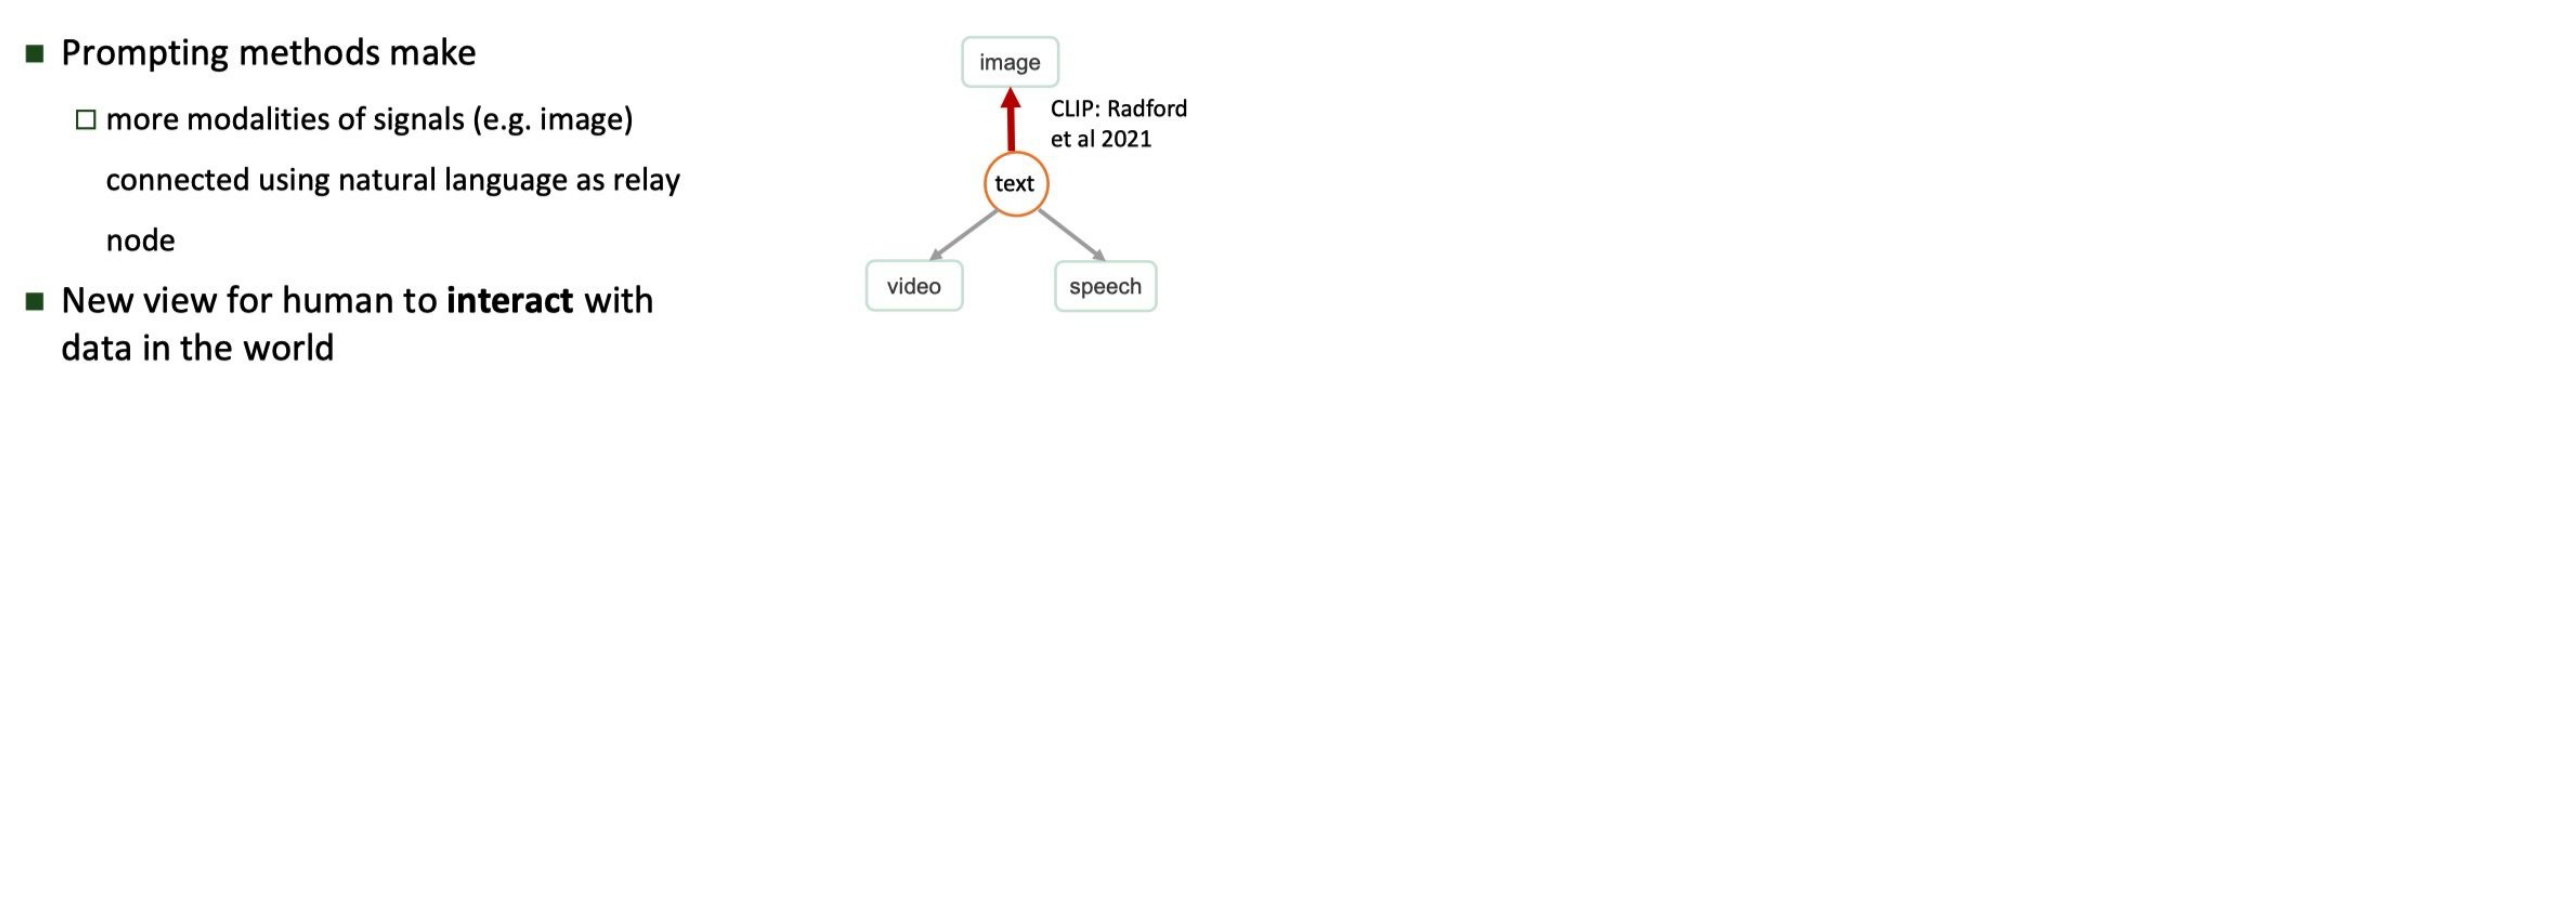 Prompting methods make
more modalities of signals (e.g. image)
connected using natural language as relay
node
New view for human to interact with
data in the world
image
CLIP: Radford
et al 2021
text
video
speech